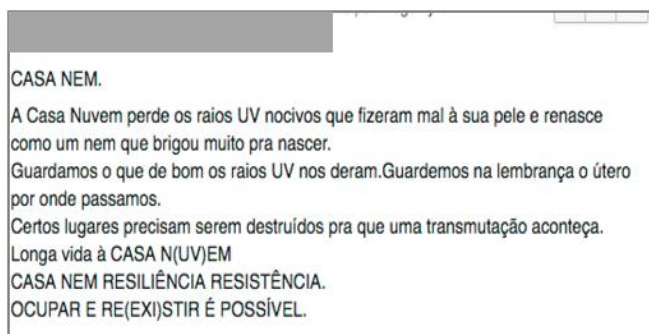 CASA NEM.
A Casa Nuvem perde os raios UV nocivos que fizeram mal à sua pele e renasce
como um nem que brigou muito pra nascer.
Guardamos o que de bom os raios UV nos deram.Guardemos na lembrança o útero
por onde passamos.
Certos lugares precisam serem destruídos pra que uma transmutação aconteça.
Longa vida à CASA N(UV)EM
CASA NEM RESILIÊNCIA RESISTÊNCIA.
OCUPAR E RE(EXI)STIR É POSSÍVEL.